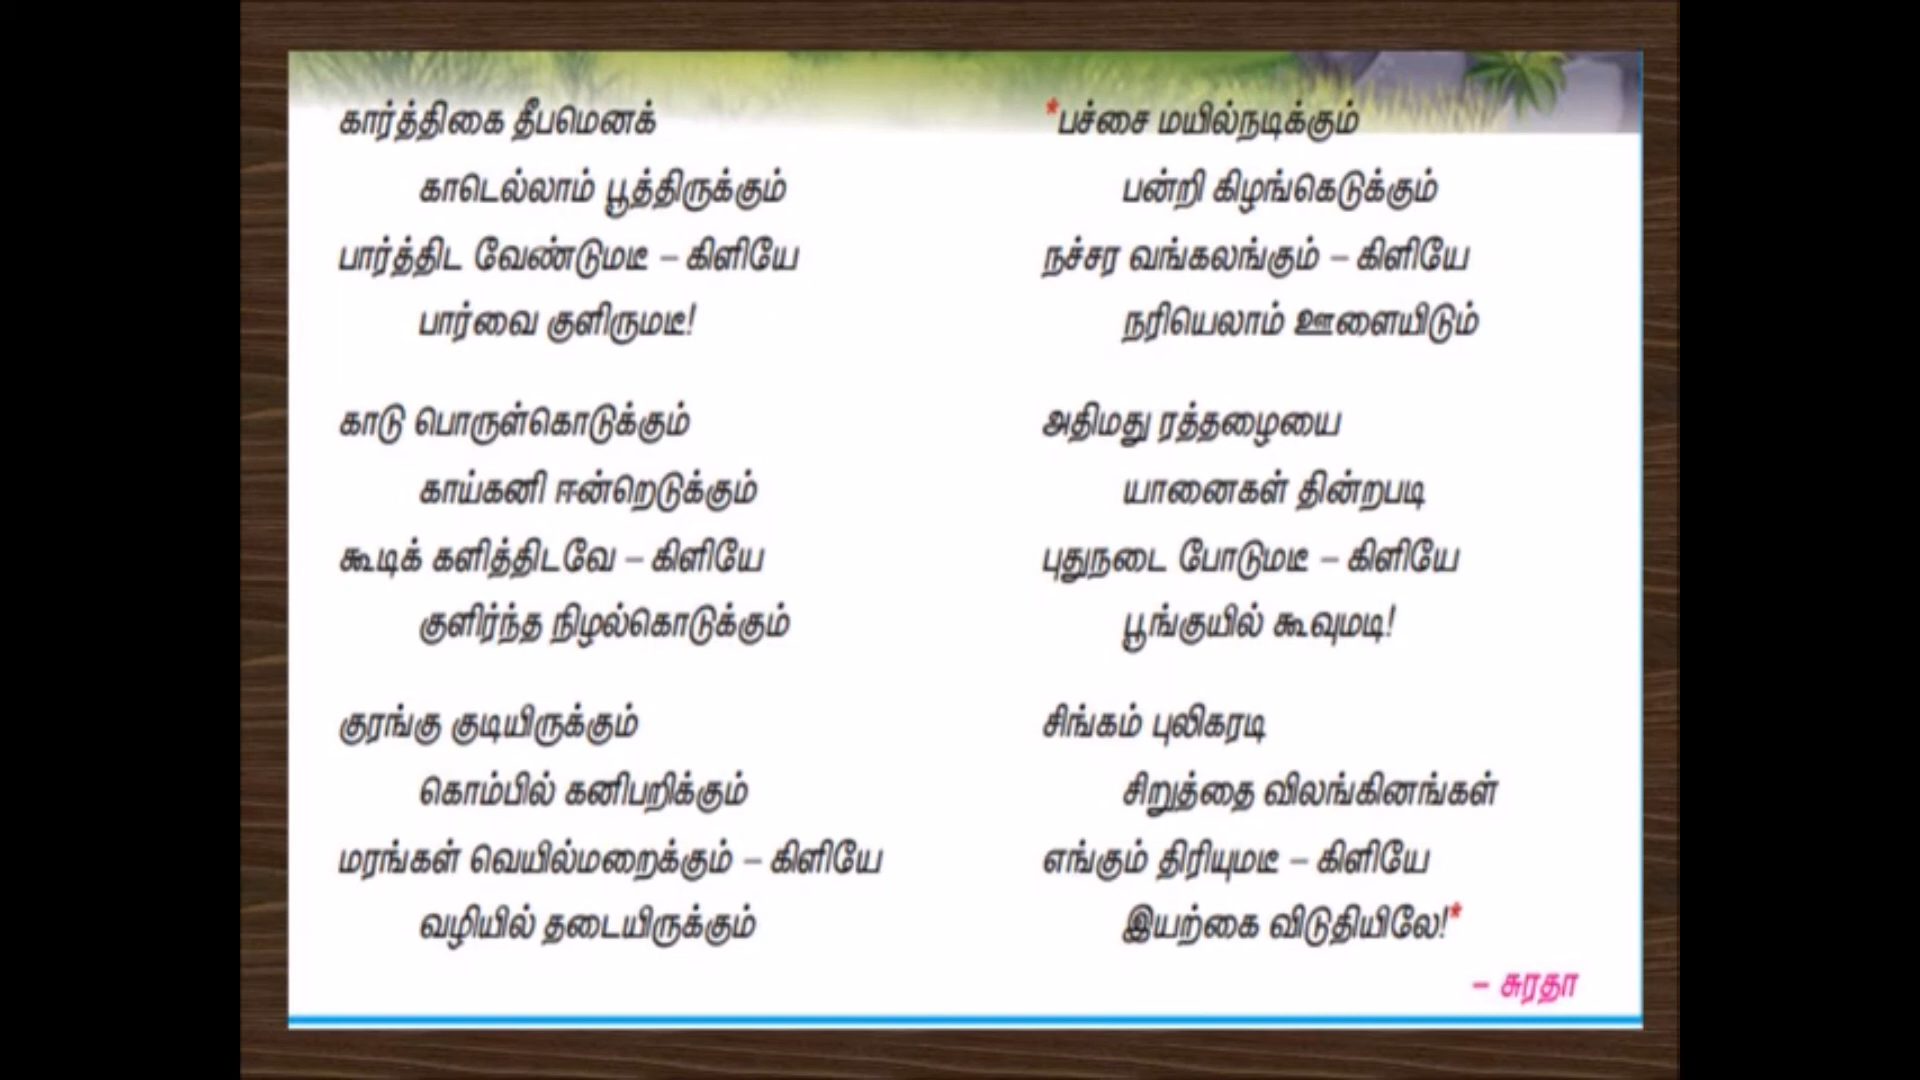 கார்த்திகை தீபமெனக்
காடெல்லாம் பூத்திருக்கும்
பார்த்திட வேண்டுமடீ – கிளியே
பார்வை குளிருமடீ!
காடு பொருள்கொடுக்கும்
காய்கனி ஈன்றெடுக்கும்
கூடிக் களித்திடவே – கிளியே
குளிர்ந்த நிழல்கொடுக்கும்
குரங்கு குடியிருக்கும்
கொம்பில் கனிபறிக்கும்
மரங்கள் வெயில்மறைக்கும் – கிளியே
வழியில் தடையிருக்கும்
*பச்சை மயில்நடிக்கும்
பன்றி கிழங்கெடுக்கும்
நச்சர வங்கலங்கும் – கிளியே
நரியெலாம் ஊளையிடும்
அதிமது ரத்தழையை
யானைகள் தின்றபடி
புதுநடை போடுமடீ – கிளியே
பூங்குயில் கூவுமடி!
சிங்கம் புலிகரடி
சிறுத்தை விலங்கினங்கள்
எங்கும் திரியுமடீ – கிளியே
இயற்கை விடுதியிலே!*
– சுரதா